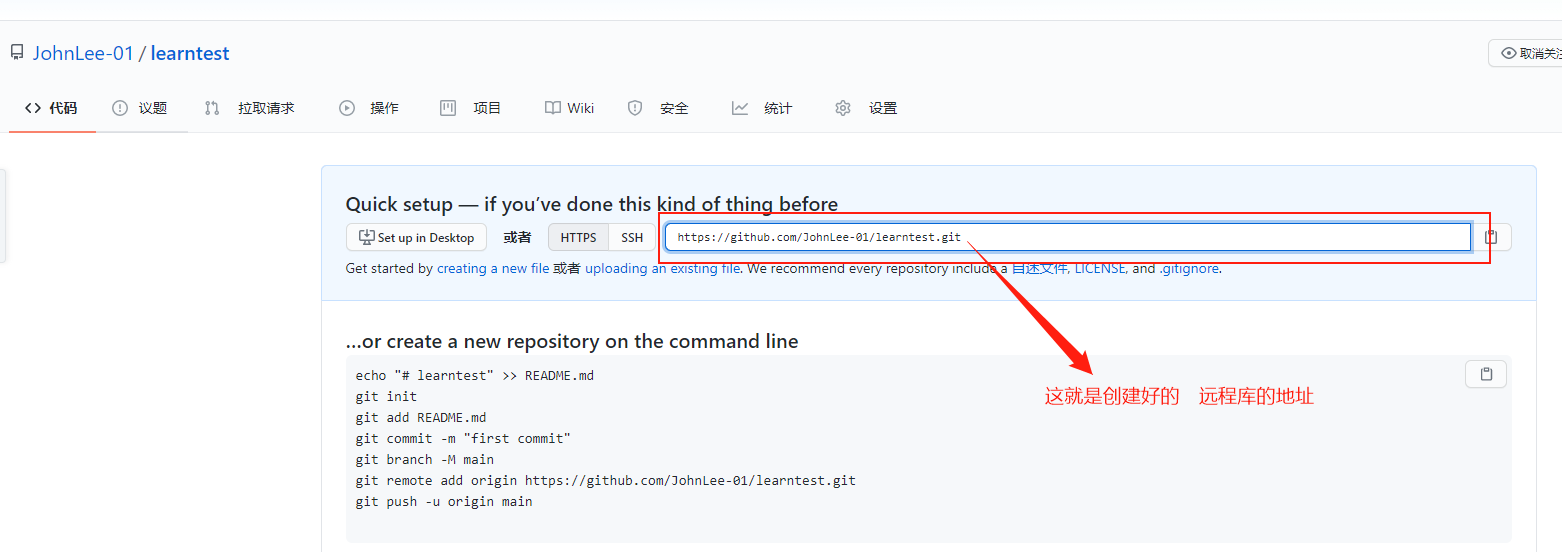 JohnLee-01 / learntest
取消关注
代码 议题 拉取请求 操作 项目 Wiki 安全 统计 设置
Quick setup — if you’ve done this kind of thing before
Set up in Desktop 或者 HTTPS SSH https://github.com/JohnLee-01/learntest.git
Get started by creating a new file 或者 uploading an existing file. We recommend every repository include a 自述文件, LICENSE, and .gitignore.
…or create a new repository on the command line
echo "# learntest" >> README.md
git init
git add README.md
git commit -m "first commit"
git branch -M main
git remote add origin https://github.com/JohnLee-01/learntest.git
git push -u origin main
这就是创建好的 远程库的地址